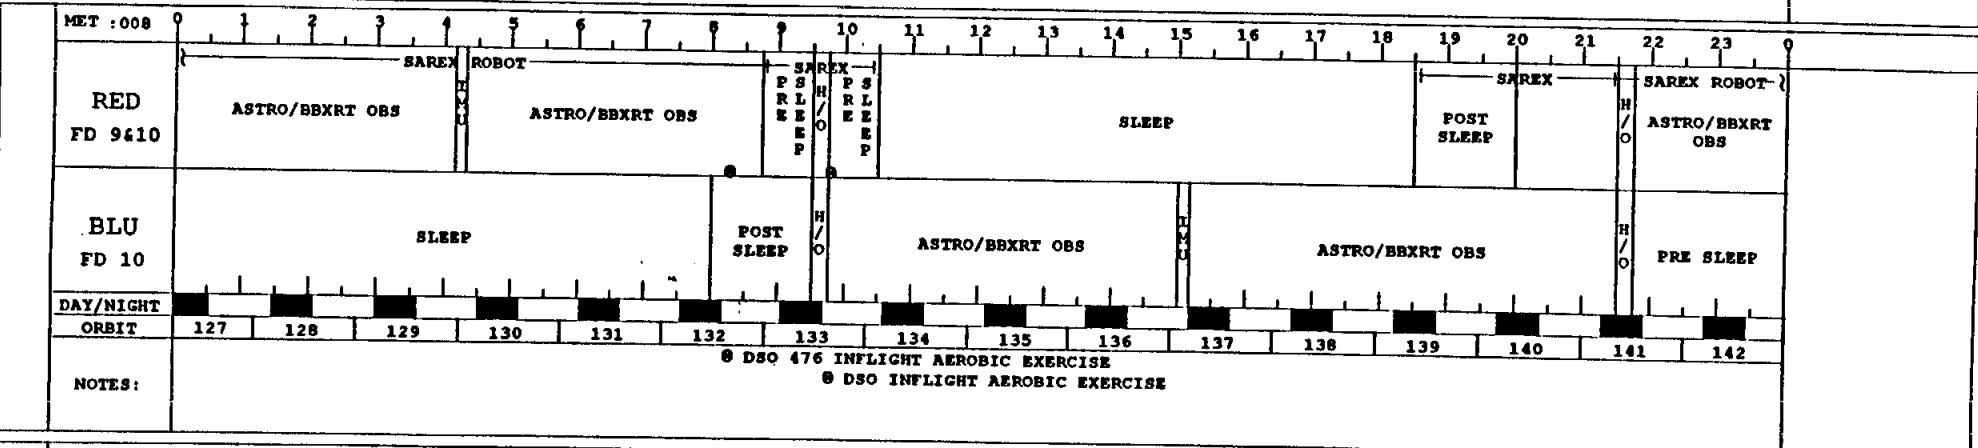 MET :008 0 1 2 3 4 5 6 7 8 9 10 11 12 13 14 15 16 17 18 19 20 21 22 23 0
SAREX ROBOT SAREX SAREX SAREX ROBOT
RED
FD 9&10
ASTRO/BBXRT OBS IMU ASTRO/BBXRT OBS PRE SLEEP H/O PRE SLEEP SLEEP POST SLEEP H/O ASTRO/BBXRT OBS
BLU
FD 10
SLEEP POST SLEEP H/O ASTRO/BBXRT OBS IMU ASTRO/BBXRT OBS H/O PRE SLEEP
DAY/NIGHT
ORBIT 127 128 129 130 131 132 133 134 135 136 137 138 139 140 141 142
@ DSO 476 INFLIGHT AEROBIC EXERCISE
NOTES: @ DSO INFLIGHT AEROBIC EXERCISE